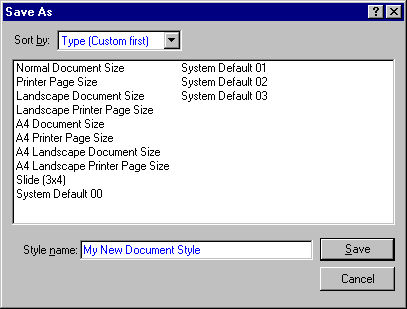 Save As
Sort by: Type (Custom first)
Normal Document Size
Printer Page Size
Landscape Document Size
Landscape Printer Page Size
A4 Document Size
A4 Printer Page Size
A4 Landscape Document Size
A4 Landscape Printer Page Size
Slide (3x4)
System Default 00
System Default 01
System Default 02
System Default 03
Style name: My New Document Style
Save
Cancel